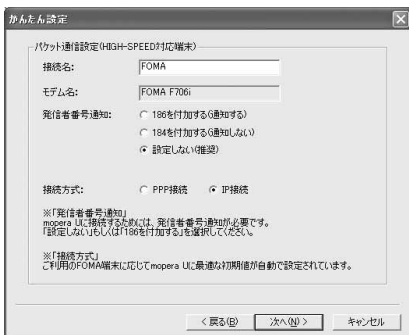 かんたん設定
パケット通信設定(HIGH-SPEED対応端末)
接続名: FOMA
モデム名: FOMA F706i
発信者番号通知: 186を付加する(通知する)
184を付加する(通知しない)
設定しない(推奨)
接続方式: PPP接続 IP接続
※「発信者番号通知」
mopera Uに接続するためには、発信者番号通知が必要です。
「設定しない」もしくは「186を付加する」を選択してください。
※「接続方式」
ご利用のFOMA端末に応じてmopera Uに最適な初期値が自動で設定されています。
< 戻る(B) 次へ(N) > キャンセル